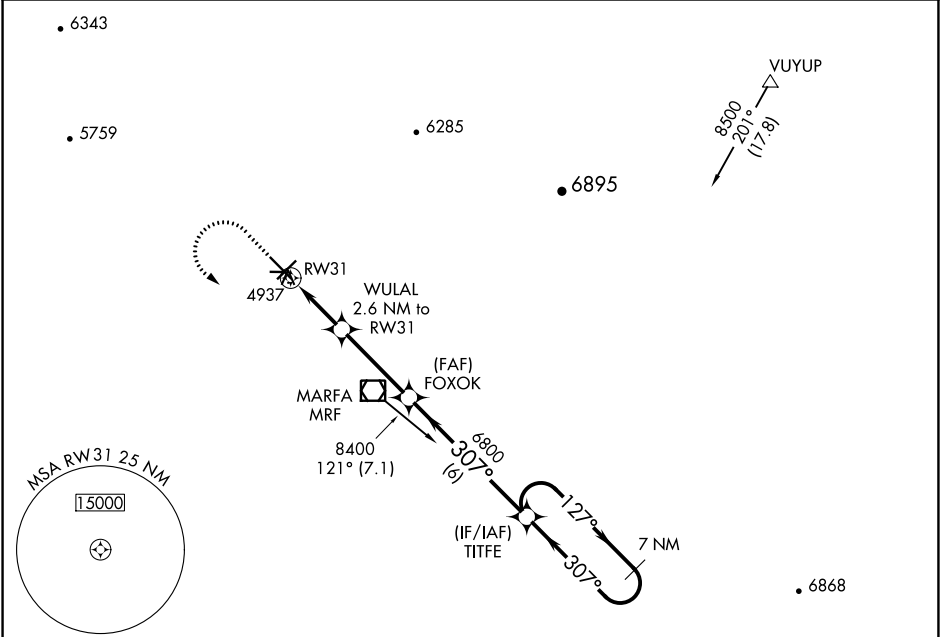 6343
VUYUP
5759
6285
8500
201°
(17.8)
6895
RW31
4937
WULAL
2.6 NM to
RW31
(FAF)
FOXOK
MARFA
MRF
8400
121° (7.1)
6800
307°
(6)
MSA RW31 25 NM
15000
127°
(IF/IAF)
TITFE
7 NM
307°
6868